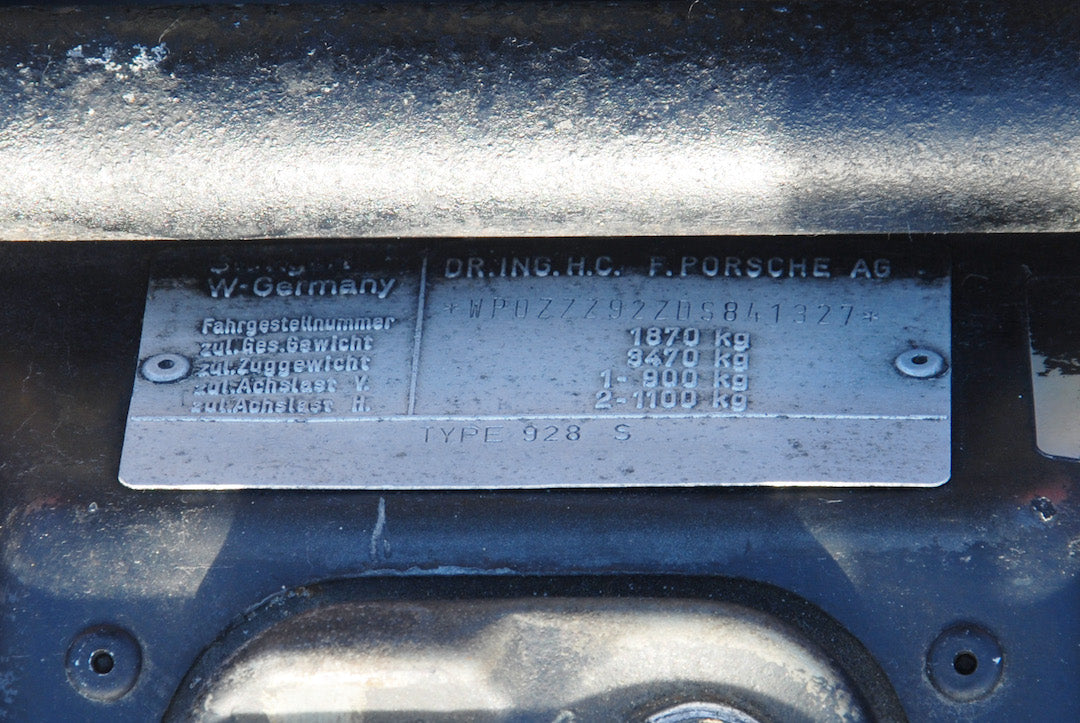 W-Germany
DR.ING.H.C. F.PORSCHE AG
*WP0ZZZ92ZDS841327*
Fahrgestellnummer
zul.Ges.Gewicht 1870 kg
zul.Zuggewicht 3470 kg
zul.Achslast V. 1- 900 kg
zul.Achslast H. 2-1100 kg
TYPE 928 S